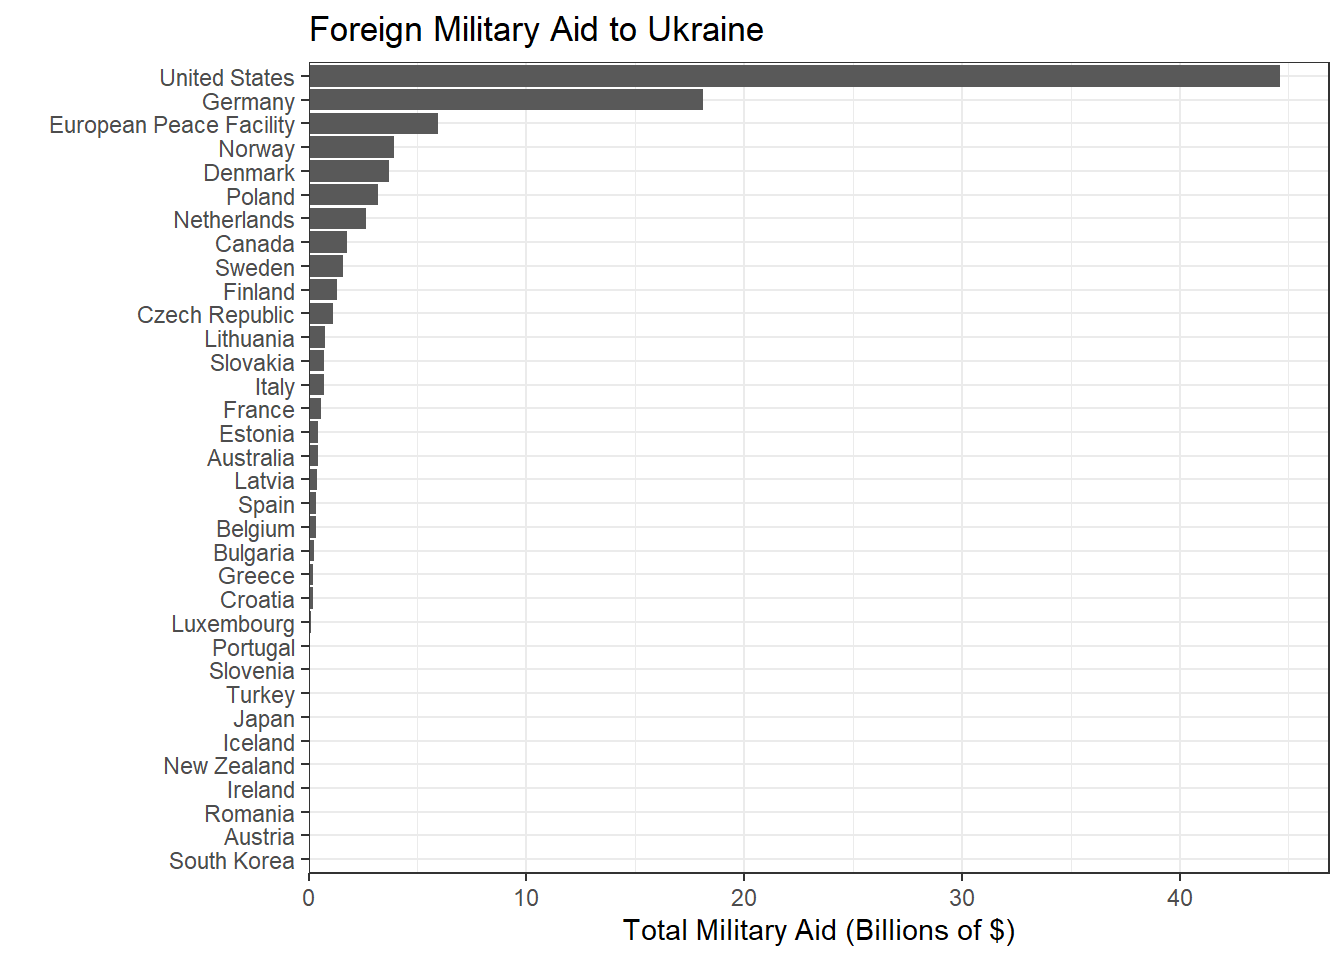 Foreign Military Aid to Ukraine
United States
Germany
European Peace Facility
Norway
Denmark
Poland
Netherlands
Canada
Sweden
Finland
Czech Republic
Lithuania
Slovakia
Italy
France
Estonia
Australia
Latvia
Spain
Belgium
Bulgaria
Greece
Croatia
Luxembourg
Portugal
Slovenia
Turkey
Japan
Iceland
New Zealand
Ireland
Romania
Austria
South Korea
0 10 20 30 40
Total Military Aid (Billions of $)